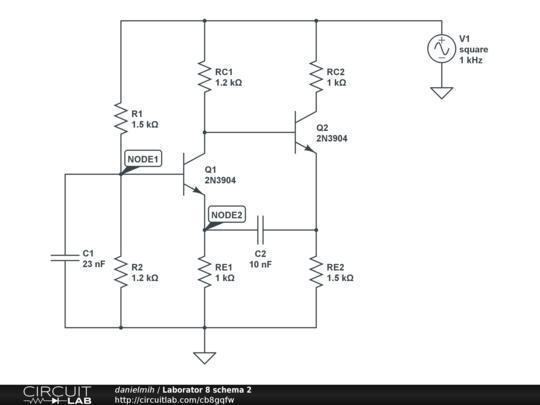 V1
square
1 kHz
RC1
1.2 kΩ
RC2
1 kΩ
R1
1.5 kΩ
Q2
2N3904
NODE1
Q1
2N3904
NODE2
C1
23 nF
R2
1.2 kΩ
RE1
1 kΩ
C2
10 nF
RE2
1.5 kΩ
CIRCUIT
LAB
danielmih / Laborator 8 schema 2
http://circuitlab.com/cb8gqfw